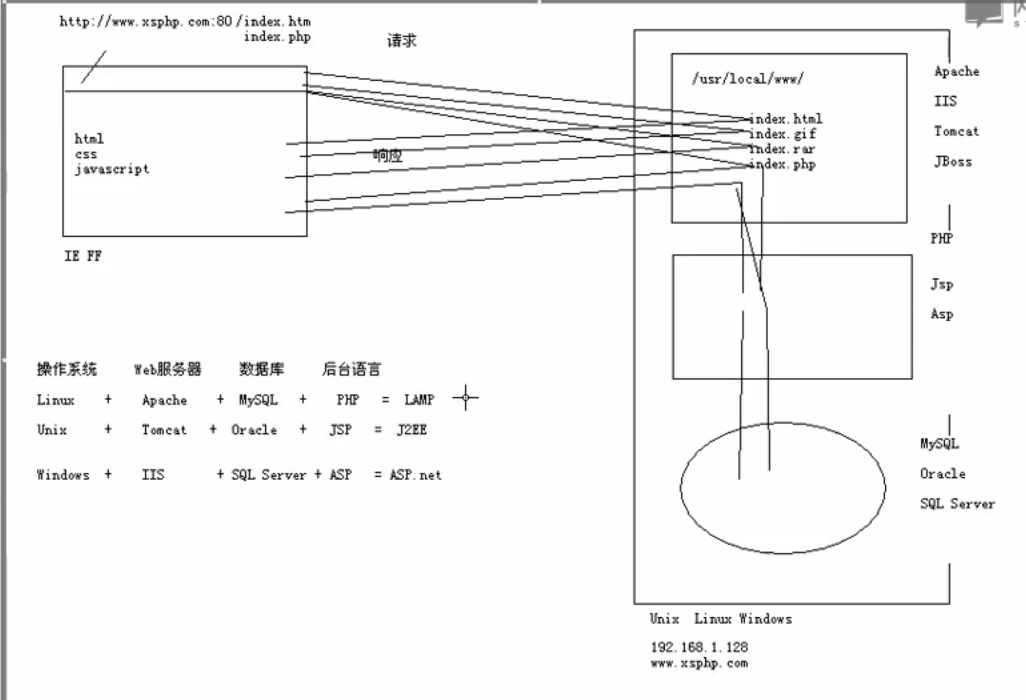 http://www.xsphp.com:80/index.htm
index.php
请求
/usr/local/www/
index.html
index.gif
index.rar
index.php
Apache
IIS
Tomcat
JBoss
html
css
javascript
响应
IE FF
PHP
Jsp
Asp
操作系统 Web服务器 数据库 后台语言
Linux + Apache + MySQL + PHP = LAMP
Unix + Tomcat + Oracle + JSP = J2EE
Windows + IIS + SQL Server + ASP = ASP.net
MySQL
Oracle
SQL Server
Unix Linux Windows
192.168.1.128
www.xsphp.com